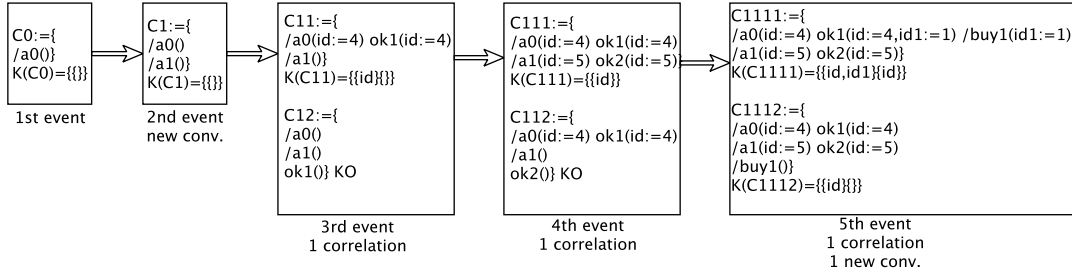 C0:={
/a0()}
K(C0)={{}}
1st event
C1:={
/a0()
/a1()}
K(C1)={{}}
2nd event
new conv.
C11:={
/a0(id:=4) ok1(id:=4)
/a1()}
K(C11)={{id}{}}
C12:={
/a0()
/a1()
ok1()} KO
3rd event
1 correlation
C111:={
/a0(id:=4) ok1(id:=4)
/a1(id:=5) ok2(id:=5)}
K(C111)={{id}}
C112:={
/a0(id:=4) ok1(id:=4)
/a1()
ok2()} KO
4th event
1 correlation
C1111:={
/a0(id:=4) ok1(id:=4,id1:=1) /buy1(id1:=1)
/a1(id:=5) ok2(id:=5)}
K(C1111)={{id,id1}{id}}
C1112:={
/a0(id:=4) ok1(id:=4)
/a1(id:=5) ok2(id:=5)
/buy1()}
K(C1112)={{id}{}}
5th event
1 correlation
1 new conv.